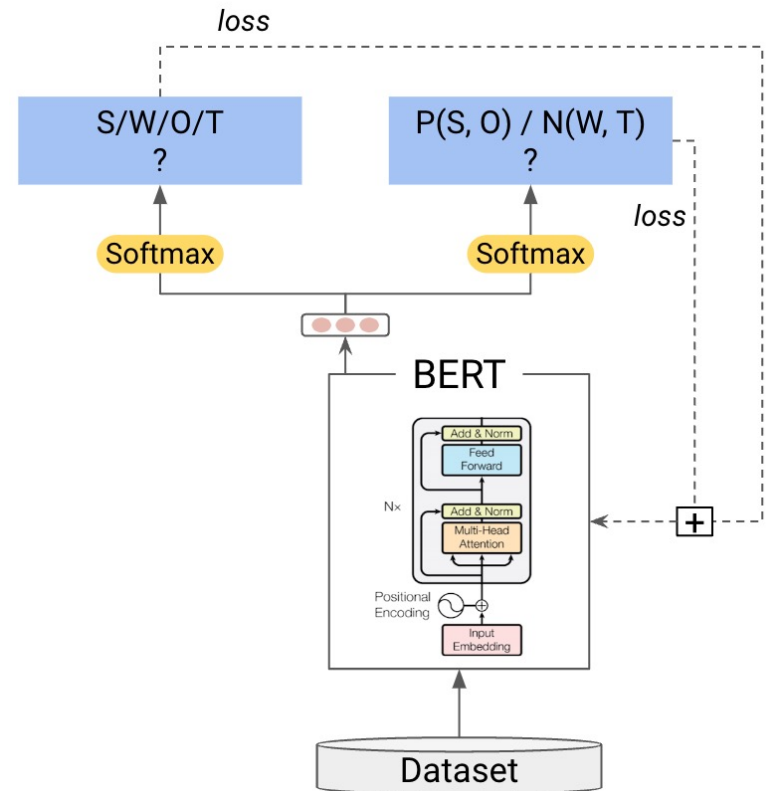 loss
S/W/O/T
?
P(S, O) / N(W, T)
?
loss
Softmax
Softmax
BERT
Add & Norm
Feed
Forward
N×
Add & Norm
Multi-Head
Attention
+
Positional
Encoding
Input
Embedding
Dataset